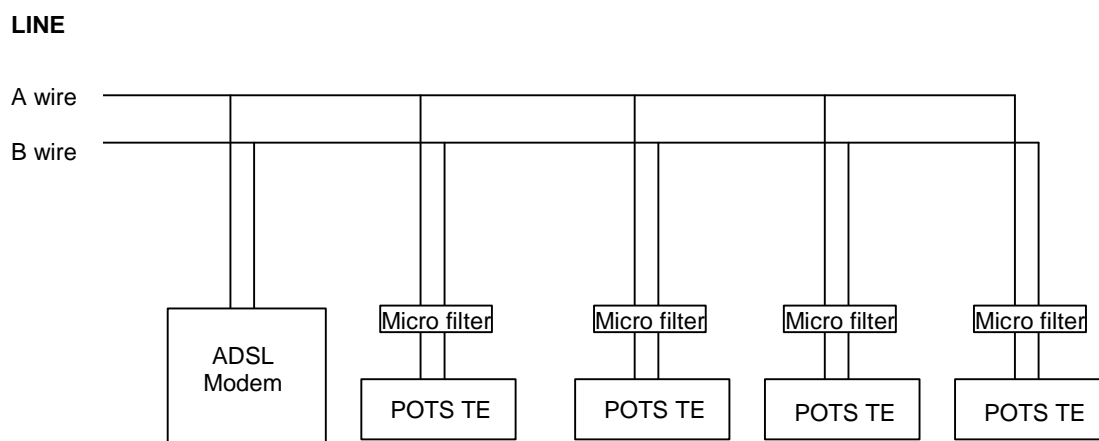 LINE
A wire
B wire
Micro filter
Micro filter
Micro filter
Micro filter
ADSL
Modem
POTS TE
POTS TE
POTS TE
POTS TE